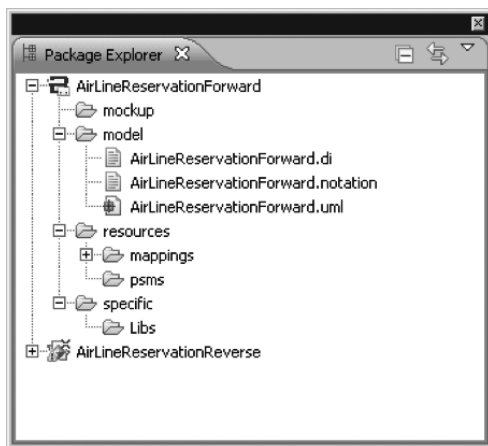 Package Explorer
AirLineReservationForward
mockup
model
AirLineReservationForward.di
AirLineReservationForward.notation
AirLineReservationForward.uml
resources
mappings
psms
specific
Libs
AirLineReservationReverse